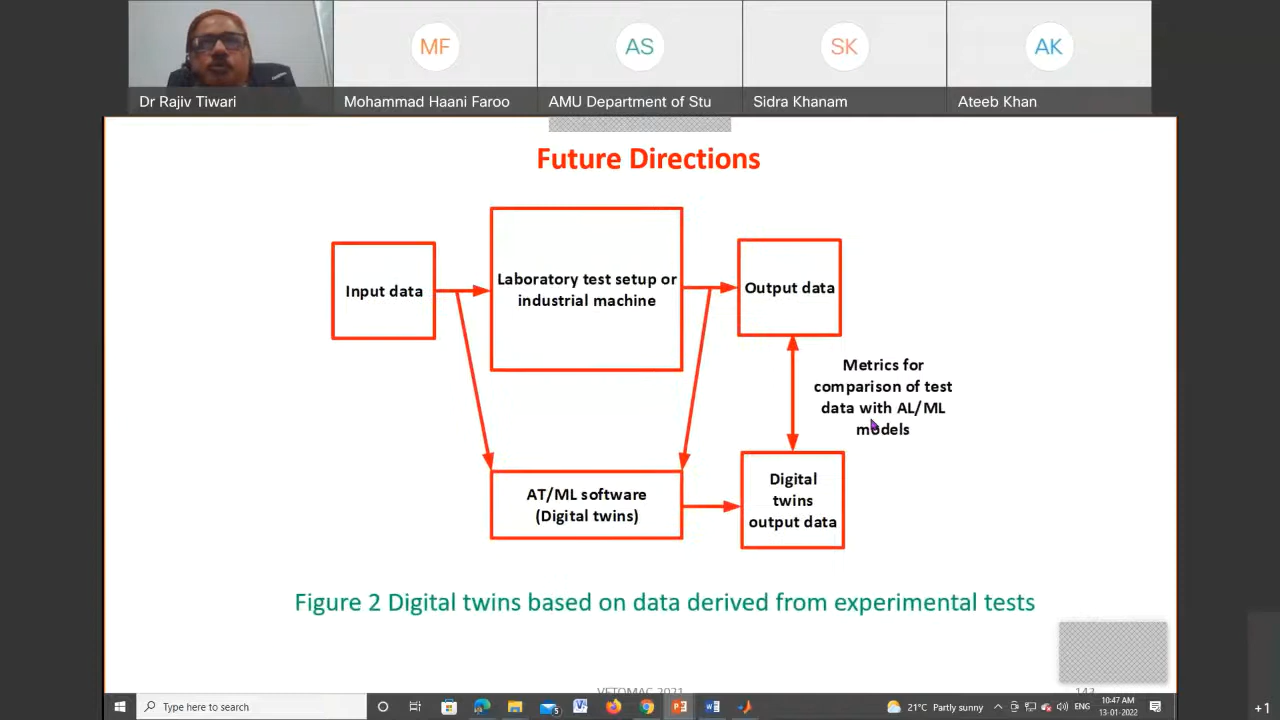 MF
AS
SK
AK
Dr Rajiv Tiwari
Mohammad Haani Faroo
AMU Department of Stu
Sidra Khanam
Ateeb Khan
Future Directions
Input data
Laboratory test setup or
industrial machine
Output data
Metrics for
comparison of test
data with AL/ML
models
AT/ML software
(Digital twins)
Digital
twins
output data
Figure 2 Digital twins based on data derived from experimental tests
VETOMAC 2021
143
Type here to search
21°C Partly sunny
ENG
10:47 AM
13-01-2022
+1